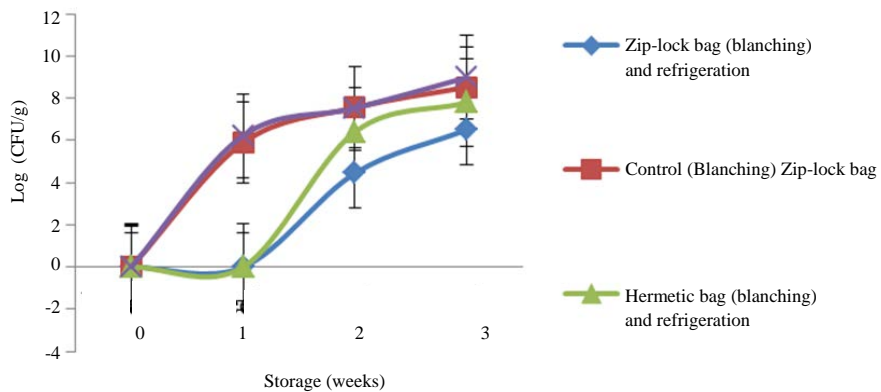 12
10
8
6
4
2
0
-2
-4
Log (CFU/g)
0 1 2 3
Storage (weeks)
Zip-lock bag (blanching)
and refrigeration
Control (Blanching) Zip-lock bag
Hermetic bag (blanching)
and refrigeration